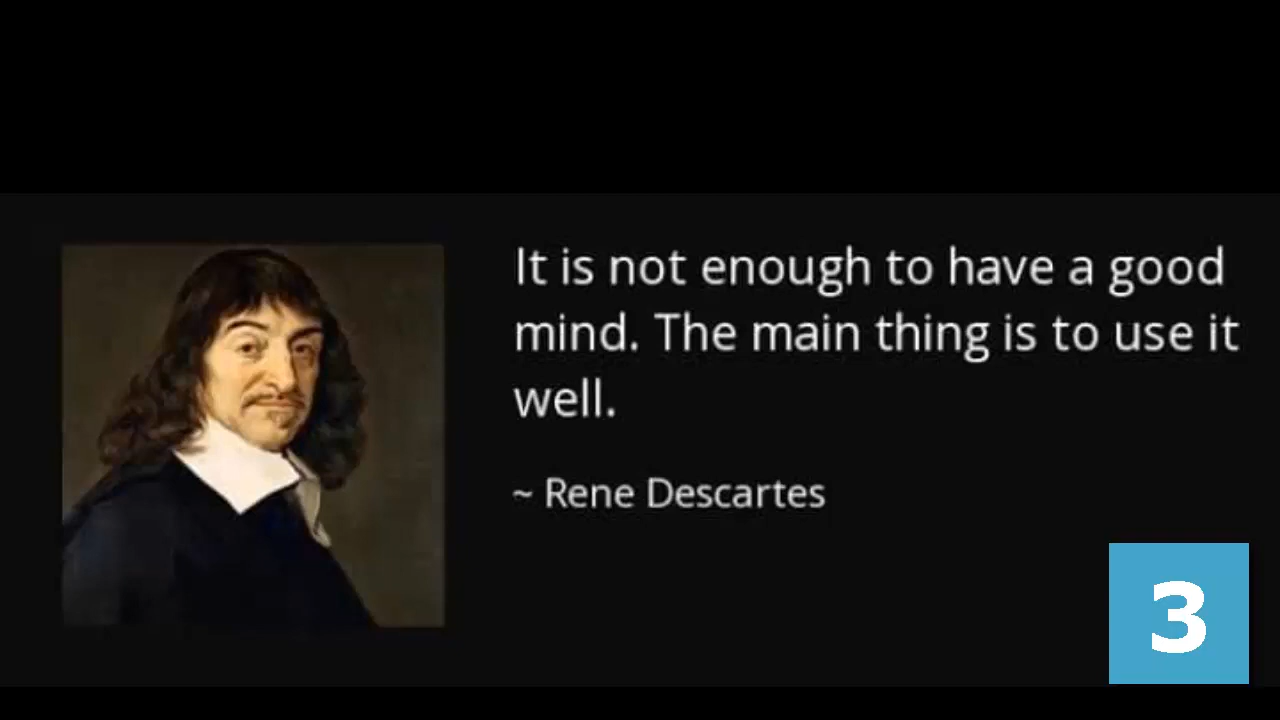 It is not enough to have a good
mind. The main thing is to use it
well.
~ Rene Descartes
3